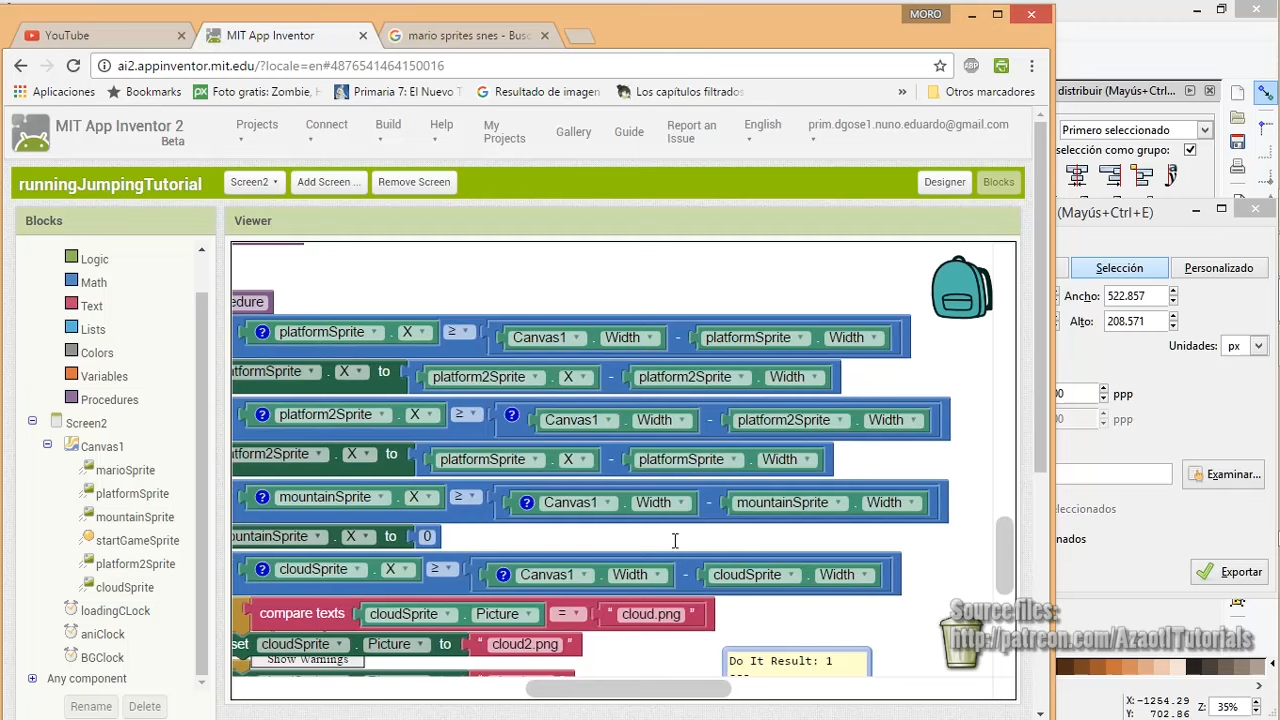 MORO
YouTube
MIT App Inventor
mario sprites snes - Busc
ai2.appinventor.mit.edu/?locale=en#4876541464150016
ABP
Aplicaciones
Bookmarks
px
Foto gratis: Zombie, H
Primaria 7: El Nuevo T
Resultado de imagen
Los capítulos filtrados
»
Otros marcadores
MIT App Inventor 2
Beta
Projects
Connect
Build
Help
My Projects
Gallery
Guide
Report an Issue
English
prim.dgose1.nuno.eduardo@gmail.com
runningJumpingTutorial
Screen2
Add Screen ...
Remove Screen
Designer
Blocks
Blocks
Viewer
Logic
Math
Text
Lists
Colors
Variables
Procedures
Screen2
Canvas1
marioSprite
platformSprite
mountainSprite
startGameSprite
platform2Sprite
cloudSprite
loadingCLock
aniClock
BGClock
Any component
Rename
Delete
edure
? platformSprite . X ≥ Canvas1 . Width - platformSprite . Width
tformSprite . X to platform2Sprite . X - platform2Sprite . Width
? platform2Sprite . X ≥ ? Canvas1 . Width - platform2Sprite . Width
tform2Sprite . X to platformSprite . X - platformSprite . Width
? mountainSprite . X ≥ ? Canvas1 . Width - mountainSprite . Width
ountainSprite . X to 0
? cloudSprite . X ≥ ? Canvas1 . Width - cloudSprite . Width
compare texts cloudSprite . Picture = " cloud.png "
set cloudSprite . Picture to " cloud2.png "
Show Warnings
Do It Result: 1
distribuir (Mayús+Ctrl...
Primero seleccionado
selección como grupo:
(Mayús+Ctrl+E)
Selección
Personalizado
Ancho: 522.857
Alto: 208.571
Unidades: px
00 ppp
00 ppp
Examinar...
eleccionados
onados
Exportar
Source files:
http://patreon.com/AzaoilTutorials
X:-1254.29
Y: 702.86
Z: 35%